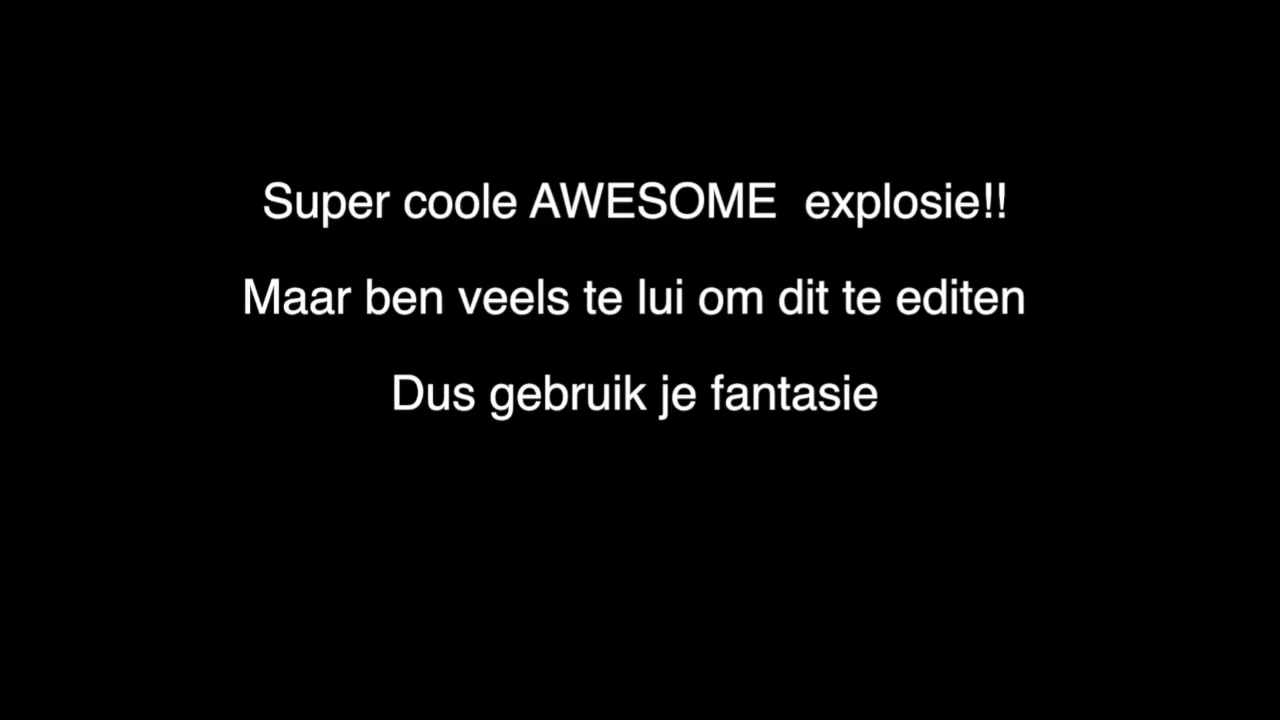 Super coole AWESOME  explosie!!
Maar ben veels te lui om dit te editen
Dus gebruik je fantasie